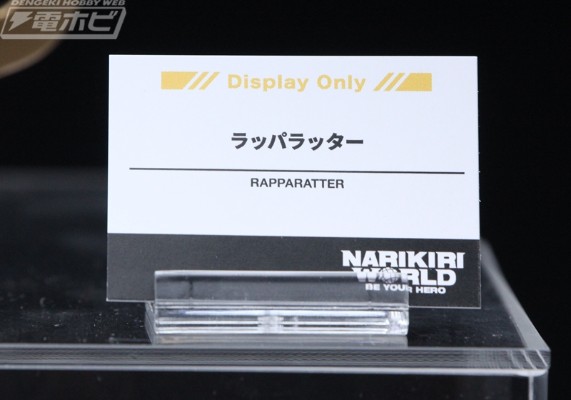 DENGEKI HOBBY WEB
電ホビ
Display Only
ラッパラッター
RAPPARATTER
NARIKIRI
WORLD
BE YOUR HERO